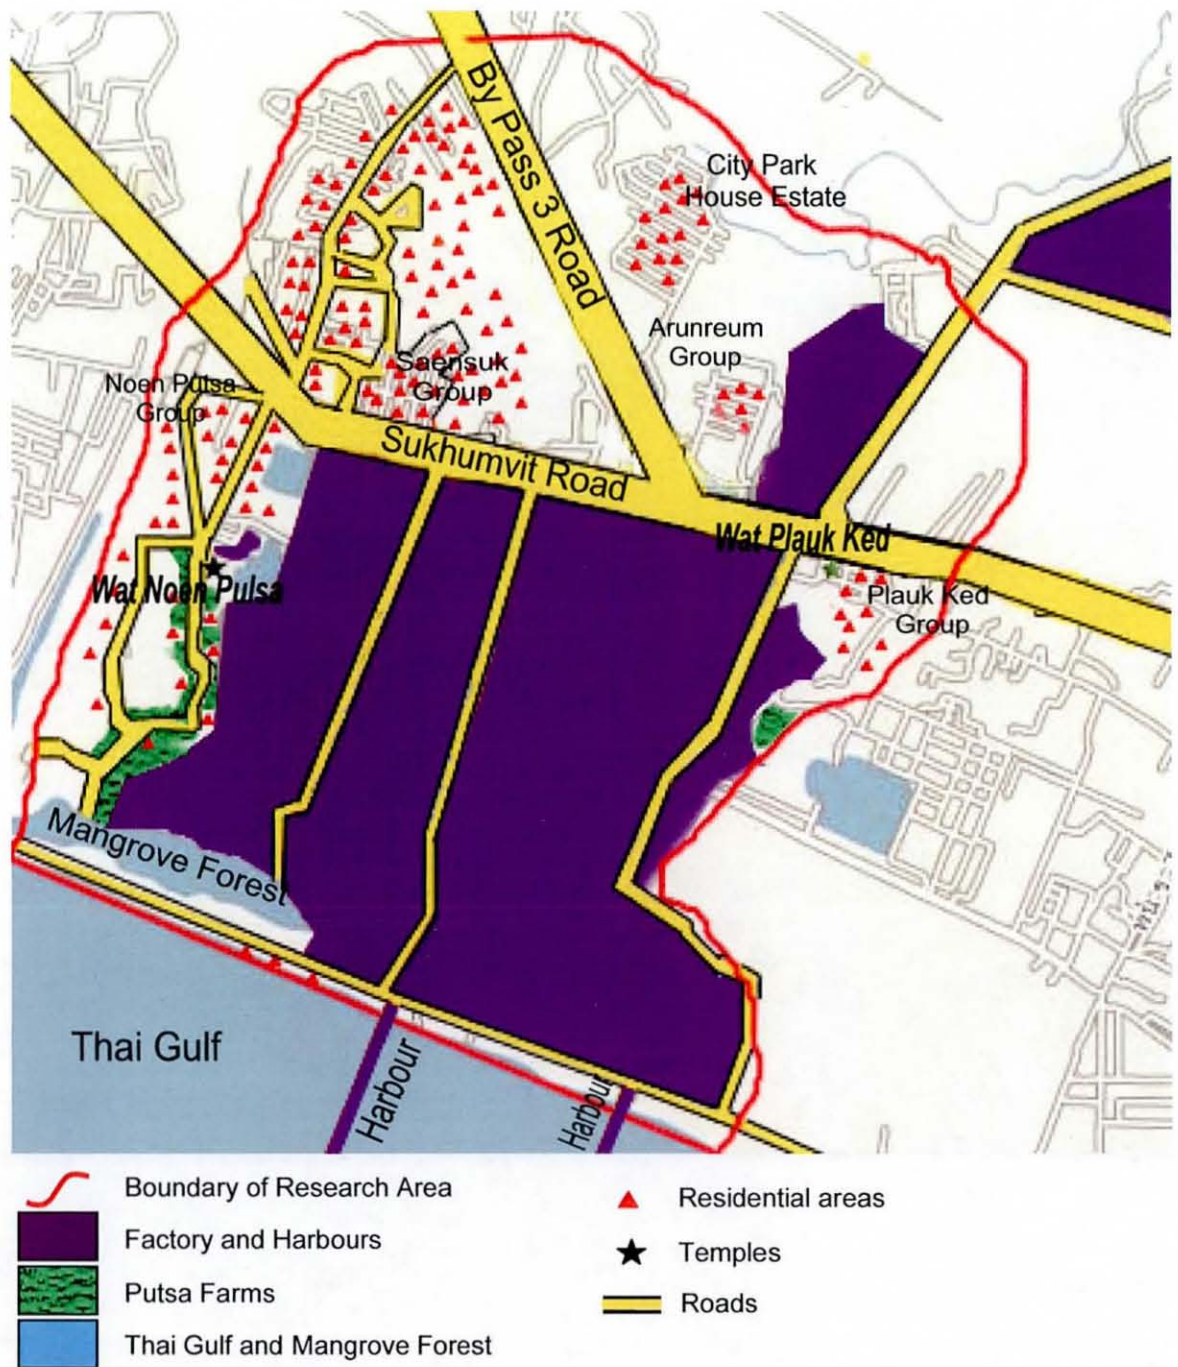 By Pass 3 Road
City Park
House Estate
Arunreum
Group
Saensuk
Group
Noen Putsa
Group
Sukhumvit Road
Wat Plauk Ked
Plauk Ked
Group
Wat Noen Pulsa
Mangrove Forest
Thai Gulf
Harbour
Harbour
Boundary of Research Area
Factory and Harbours
Putsa Farms
Thai Gulf and Mangrove Forest
Residential areas
Temples
Roads